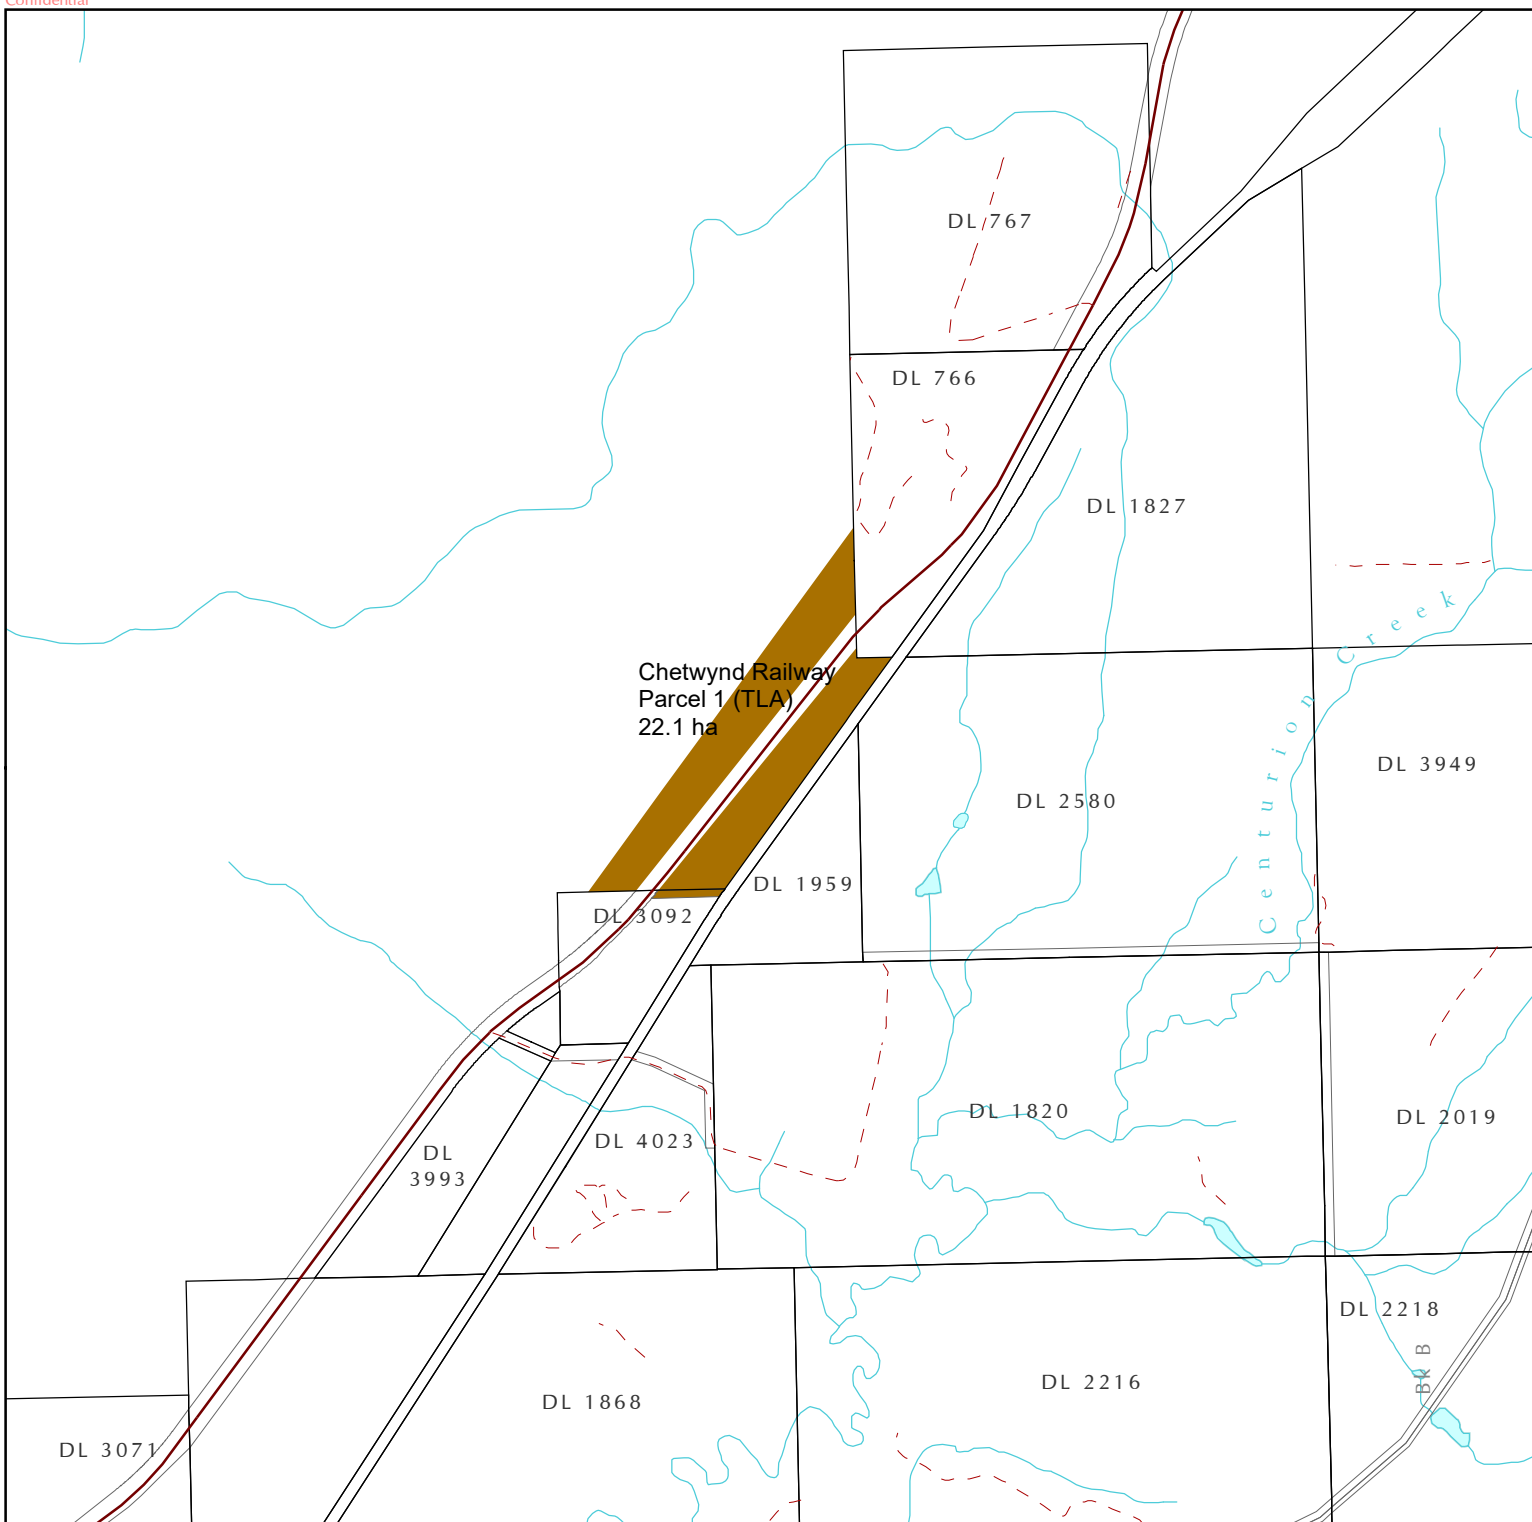 Confidential
DL 767
DL 766
DL 1827
Creek
Chetwynd Railway
Parcel 1 (TLA)
22.1 ha
Centurion
DL 3949
DL 2580
DL 1959
DL 3092
DL 1820
DL 2019
DL 4023
DL
3993
DL 2218
Bk B
DL 2216
DL 1868
DL 3071